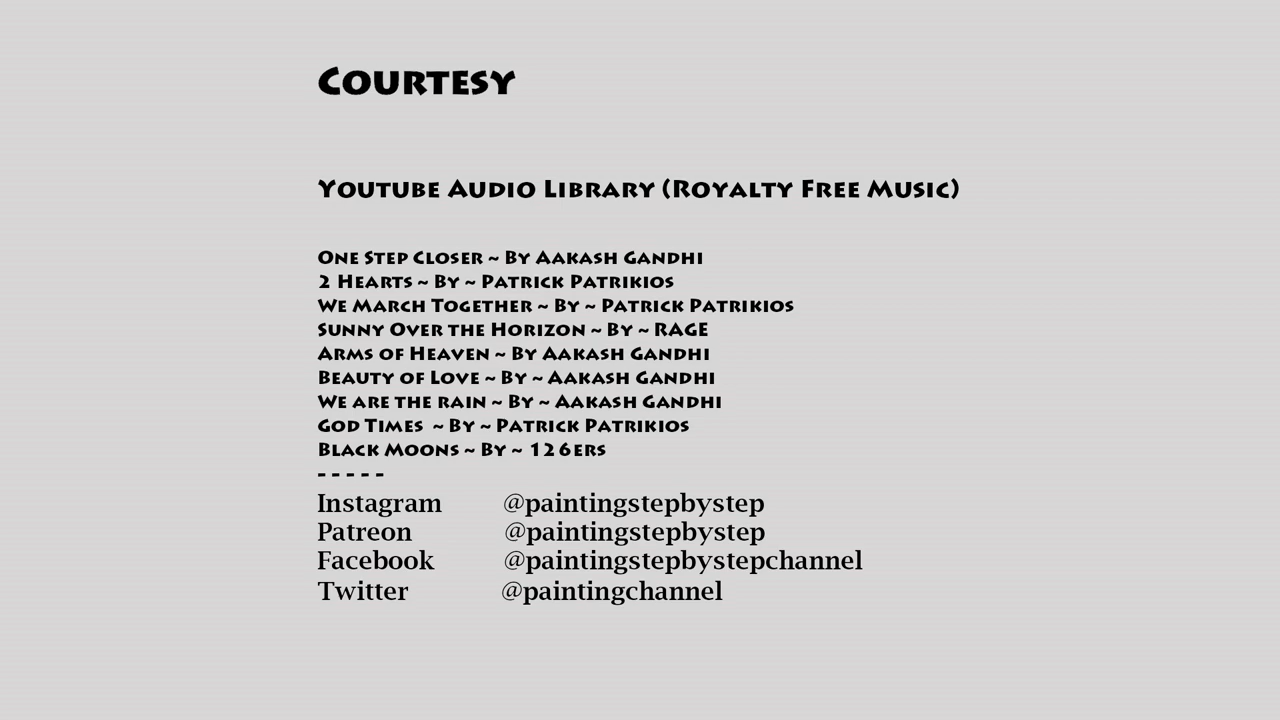 Courtesy
Youtube Audio Library (Royalty Free Music)
One Step Closer ~ By Aakash Gandhi
2 Hearts ~ By ~ Patrick Patrikios
We March Together ~ By ~ Patrick Patrikios
Sunny Over the Horizon ~ By ~ RAGE
Arms of Heaven ~ By Aakash Gandhi
Beauty of Love ~ By ~ Aakash Gandhi
We are the rain ~ By ~ Aakash Gandhi
God Times ~ By ~ Patrick Patrikios
Black Moons ~ By ~ 126ers
- - - - -
Instagram @paintingstepbystep
Patreon @paintingstepbystep
Facebook @paintingstepbystepchannel
Twitter @paintingchannel